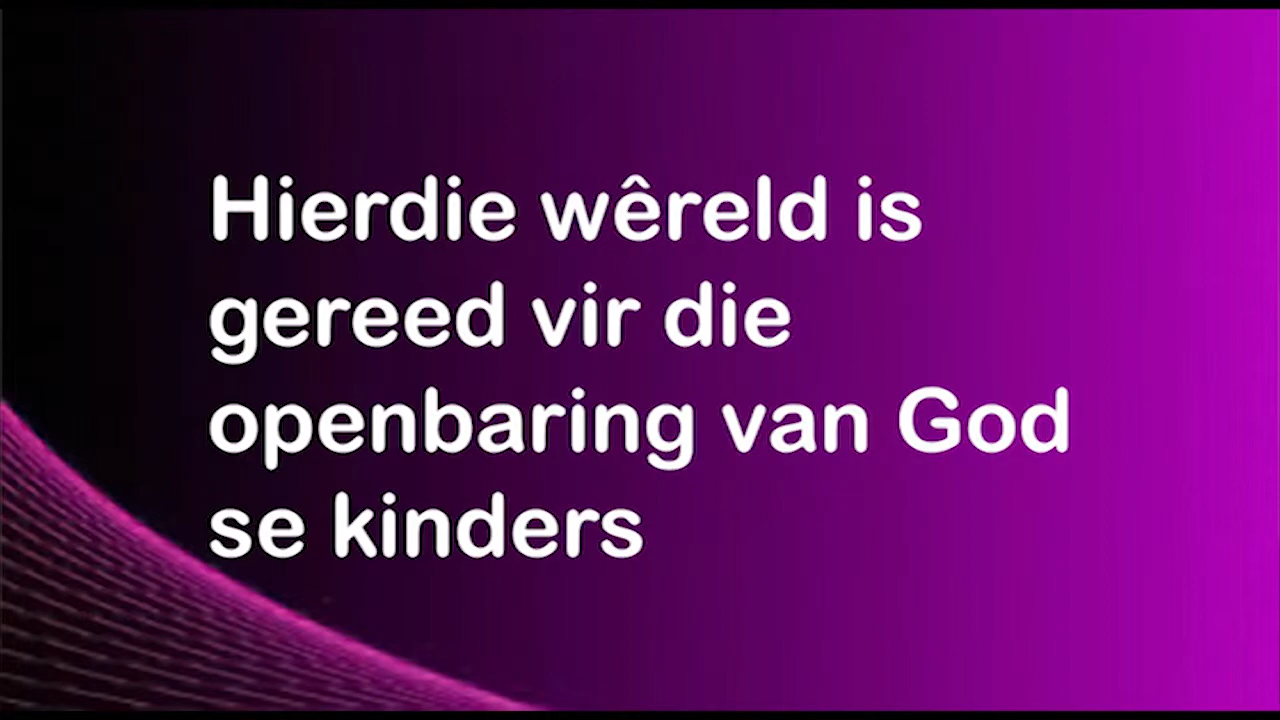 Hierdie wêreld is
gereed vir die
openbaring van God
se kinders